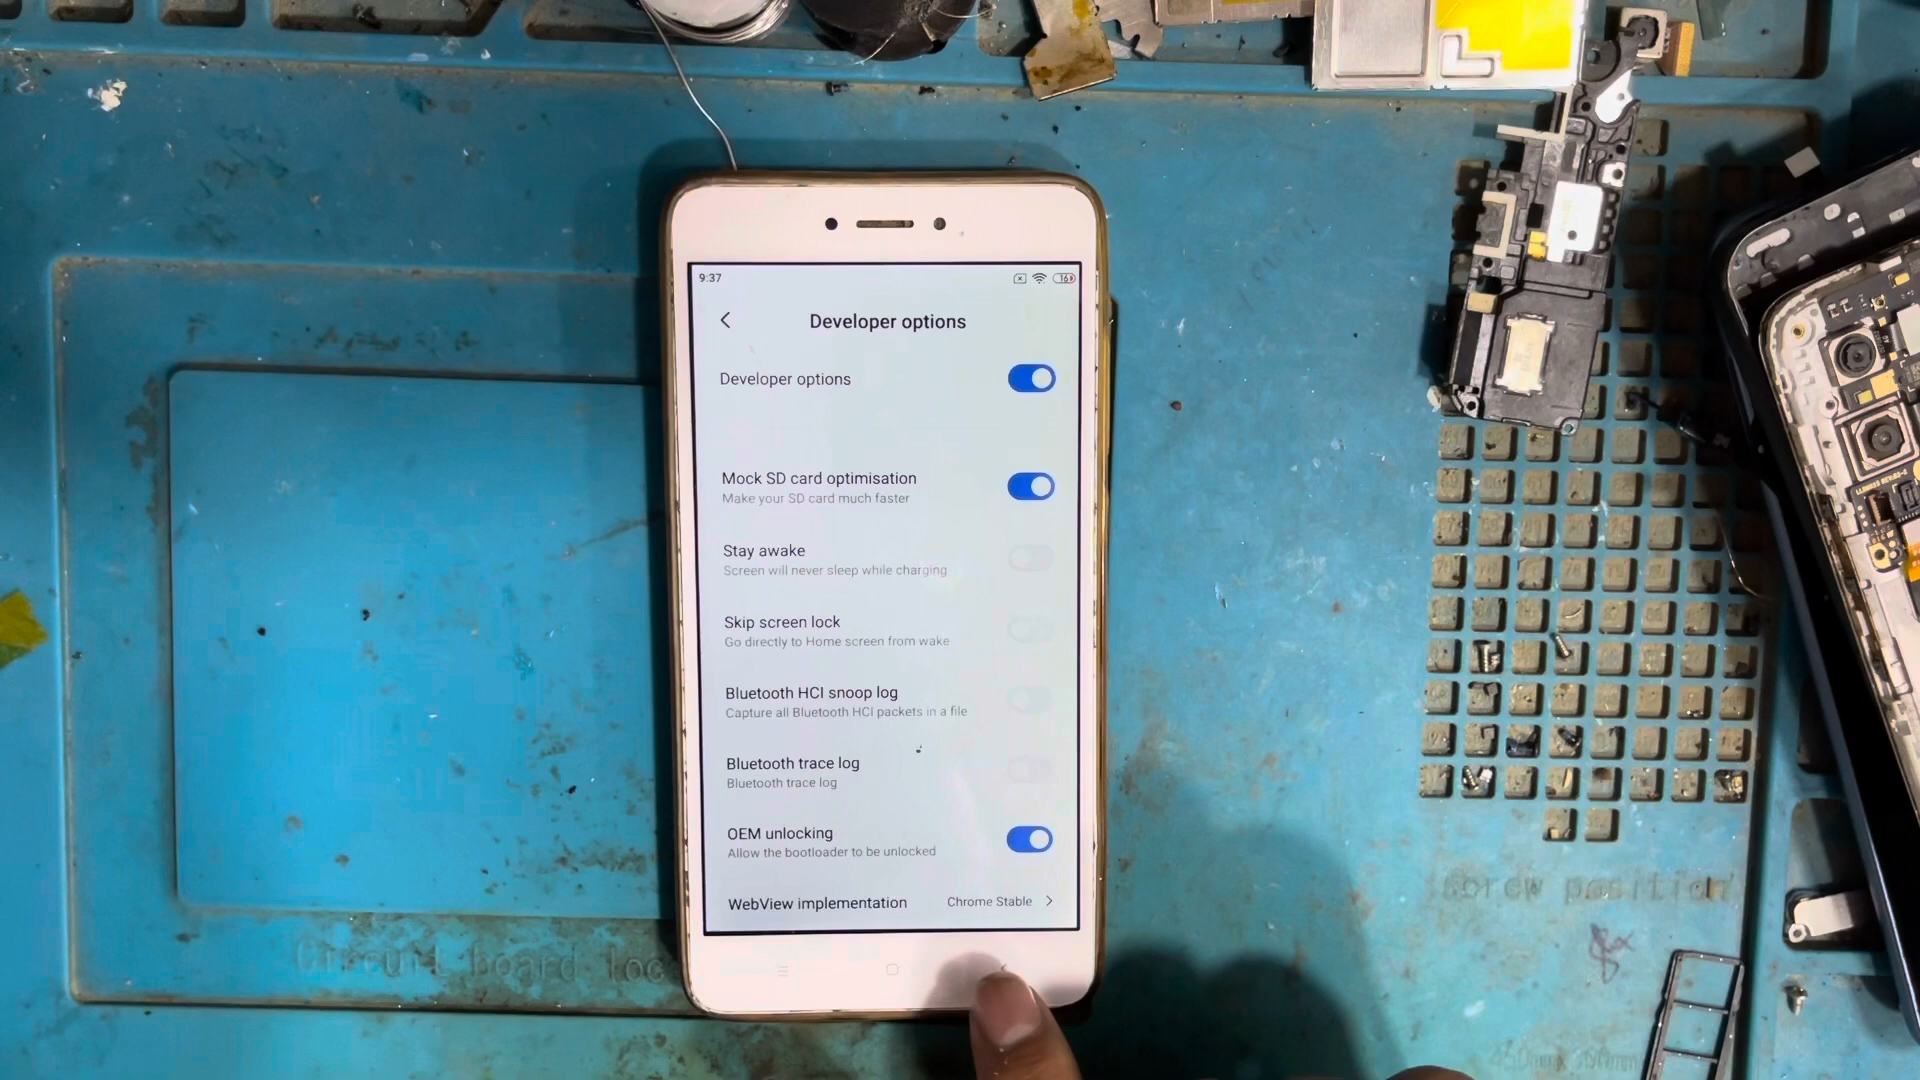 9:37
16
Developer options
Developer options
Mock SD card optimisation
Make your SD card much faster
Stay awake
Screen will never sleep while charging
Skip screen lock
Go directly to Home screen from wake
Bluetooth HCI snoop log
Capture all Bluetooth HCI packets in a file
Bluetooth trace log
Bluetooth trace log
OEM unlocking
Allow the bootloader to be unlocked
WebView implementation
Chrome Stable
Screw position
Circuit board loc